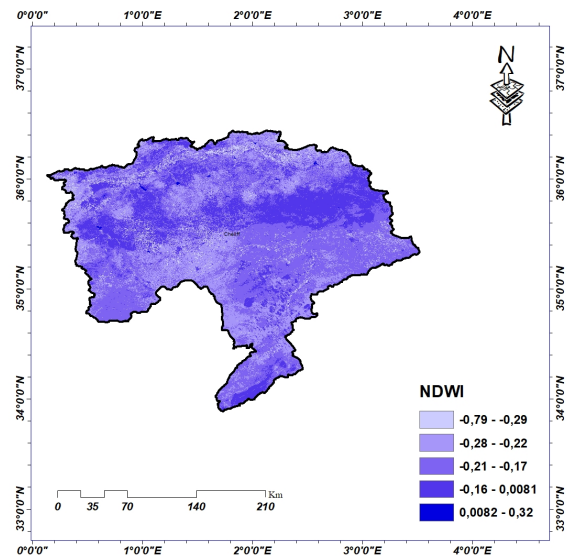 0°0'0" 1°0'0"E 2°0'0"E 3°0'0"E 4°0'0"E
37°0'0"N 37°0'0"N
N
36°0'0"N 36°0'0"N
35°0'0"N 35°0'0"N
34°0'0"N 34°0'0"N
NDWI
-0,79 - -0,29
-0,28 - -0,22
-0,21 - -0,17
-0,16 - 0,0081
0,0082 - 0,32
Km
0 35 70 140 210
33°0'0"N 33°0'0"N
0°0'0" 1°0'0"E 2°0'0"E 3°0'0"E 4°0'0"E